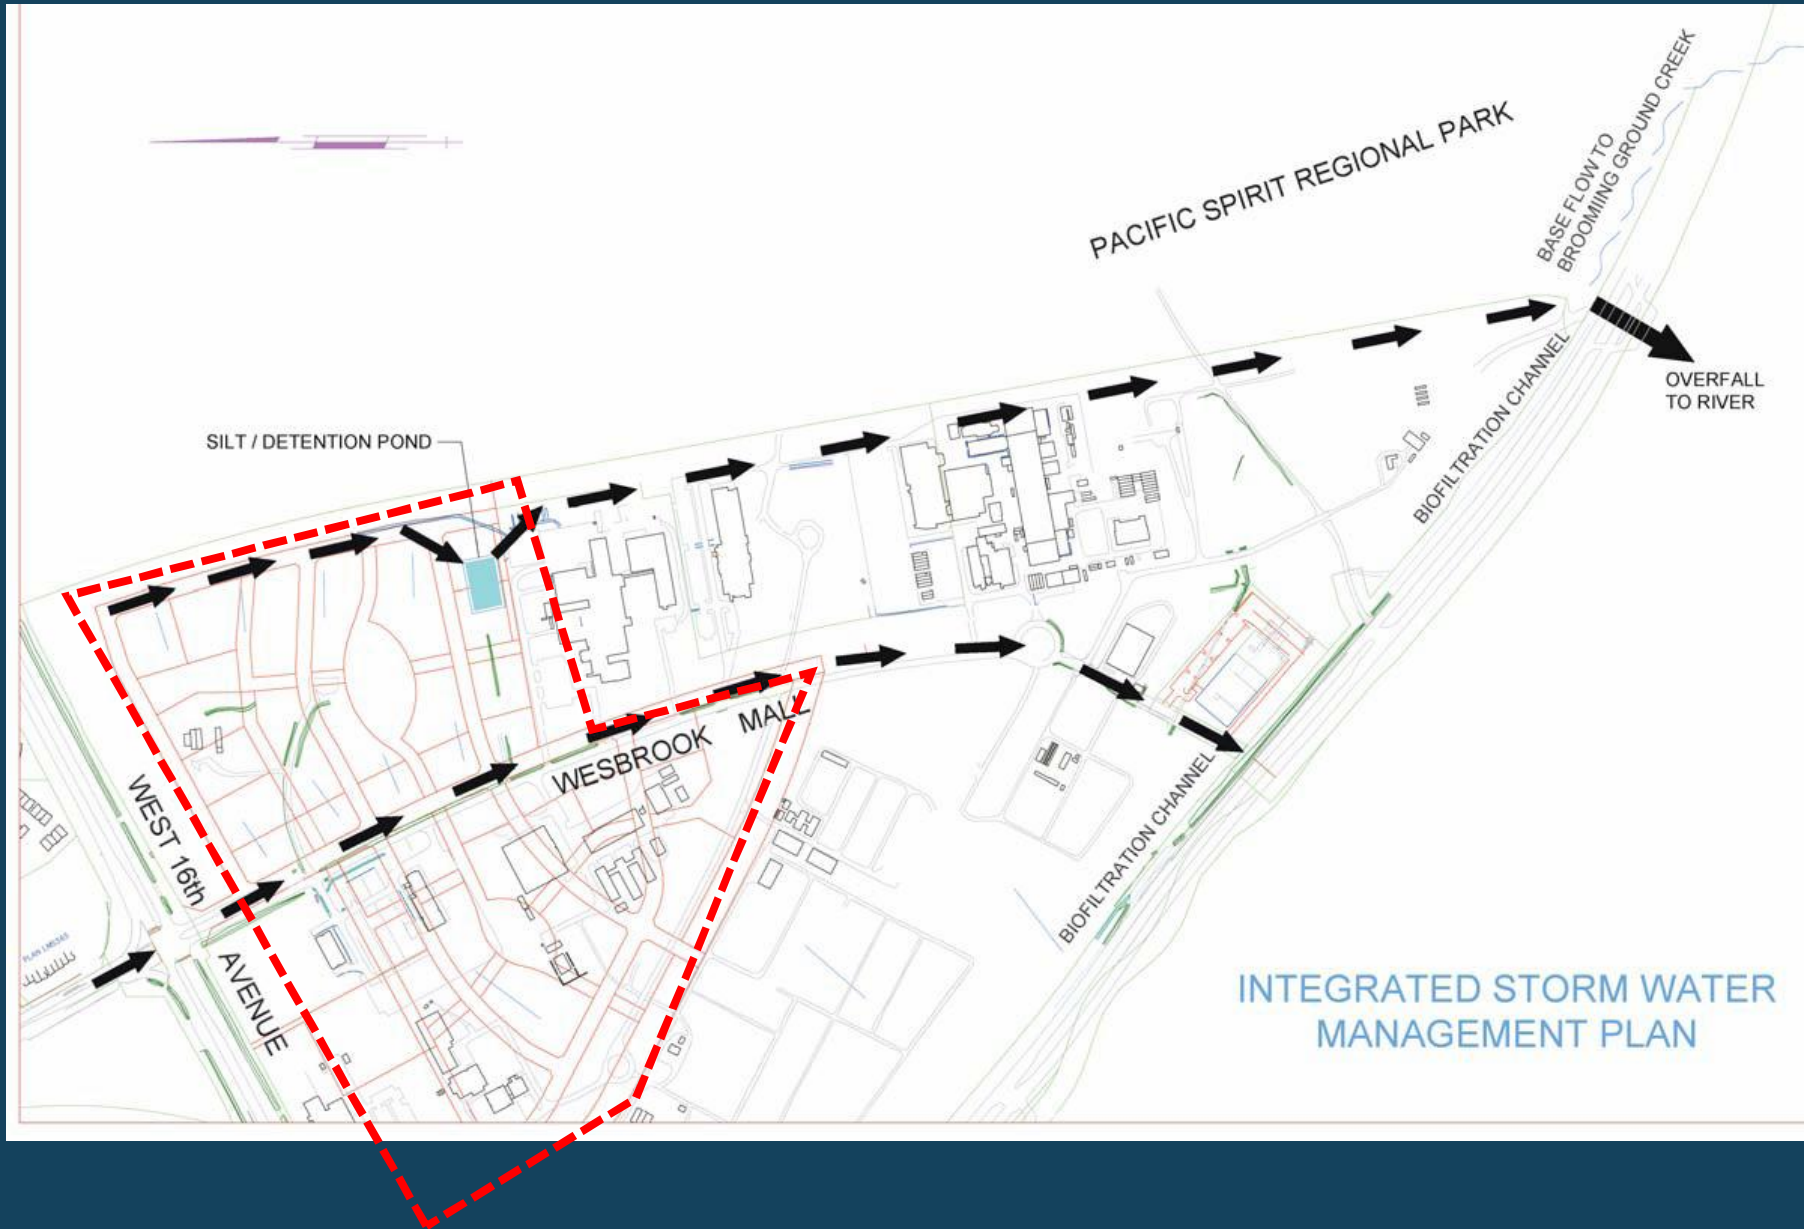 PACIFIC SPIRIT REGIONAL PARK
BASE FLOW TO
BROOMIING GROUND CREEK
OVERFALL
TO RIVER
BIOFILTRATION CHANNEL
SILT / DETENTION POND
WESBROOK MALL
WEST 16th
AVENUE
BIOFILTRATION CHANNEL
INTEGRATED STORM WATER
MANAGEMENT PLAN